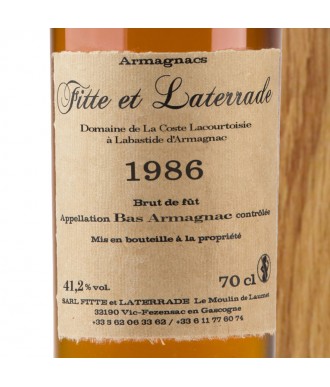 Armagnacs
Fitte et Laterrade
Domaine de La Coste Lacourtoisie
à Labastide d'Armagnac
1986
Brut de fût
Appellation Bas Armagnac contrôlée
Mis en bouteille à la propriété
41,2% vol. 70 cl
SARL FITTE et LATERRADE Le Moulin de Laumet
32190 Vic-Fezensac en Gascogne
+33 5 62 06 33 62 / +33 6 11 77 60 74